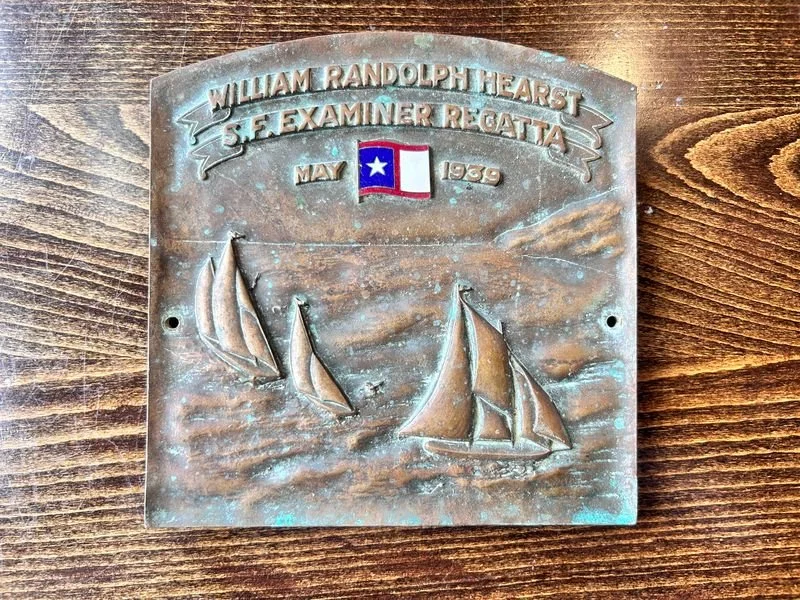 WILLIAM RANDOLPH HEARST
S.F. EXAMINER REGATTA
MAY 1939